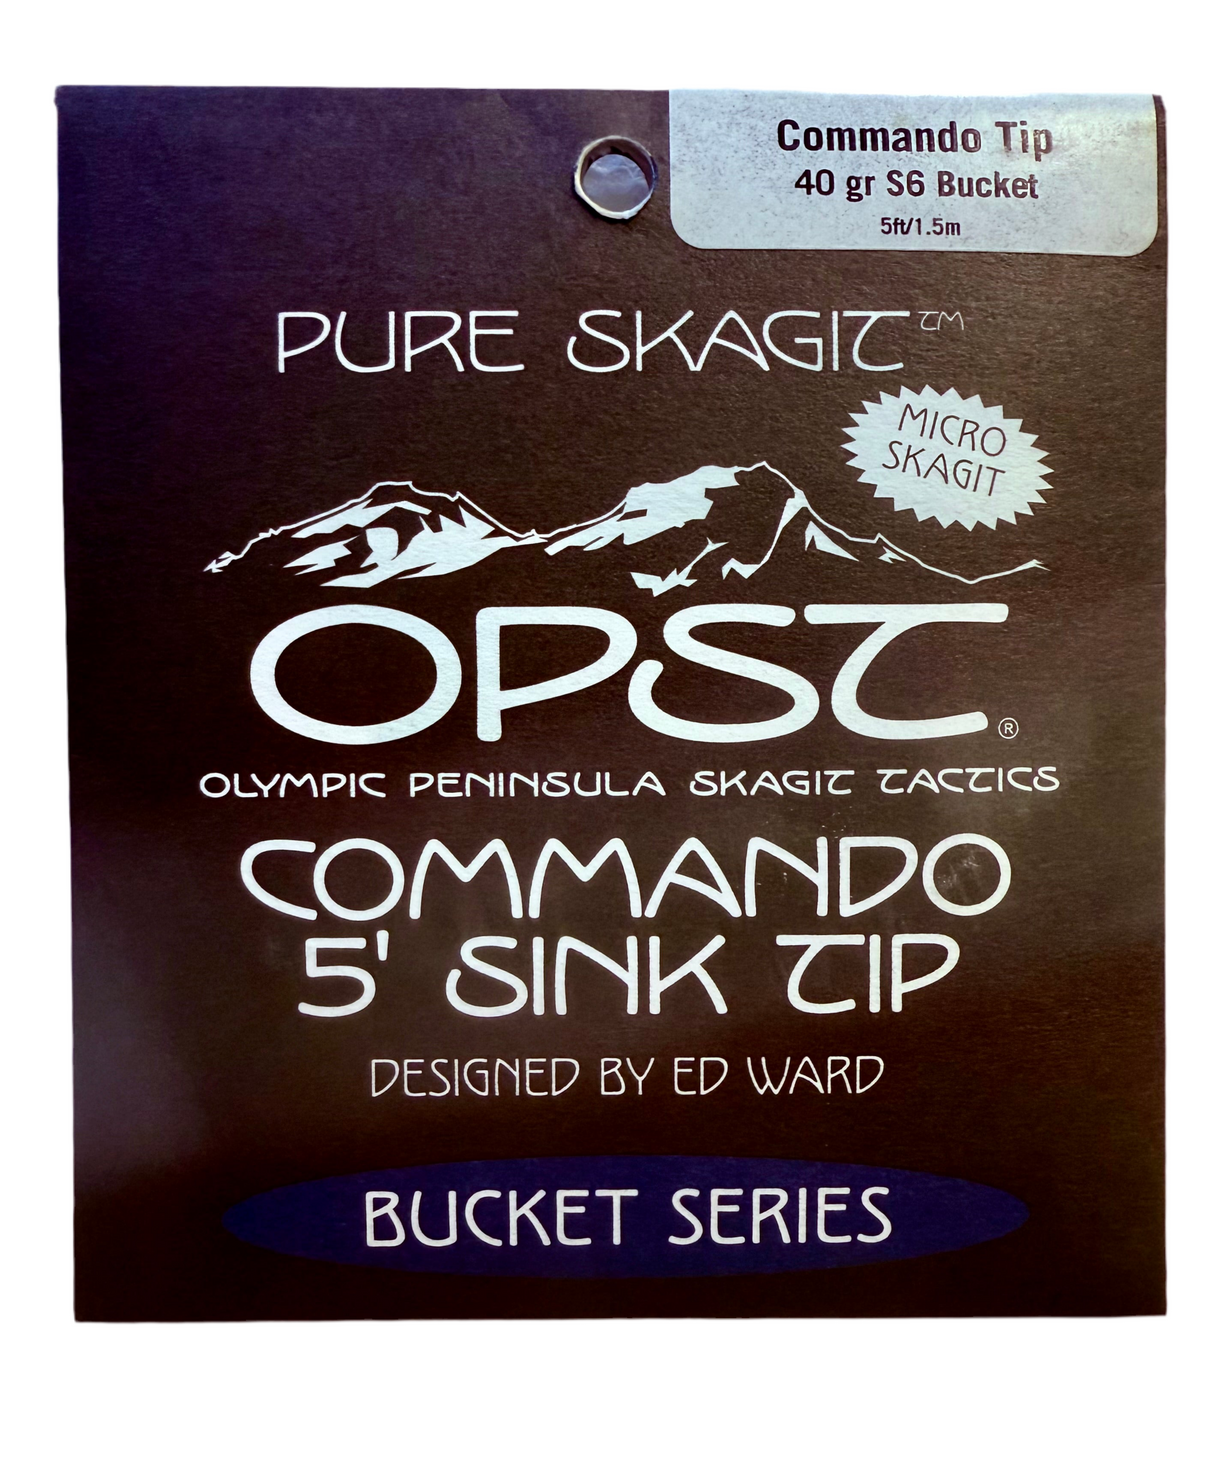 Commando Tip
40 gr S6 Bucket
5ft/1.5m
PURE SKAGIT™
MICRO
SKAGIT
OPST®
OLYMPIC PENINSULA SKAGIT TACTICS
COMMANDO
5' SINK TIP
DESIGNED BY ED WARD
BUCKET SERIES